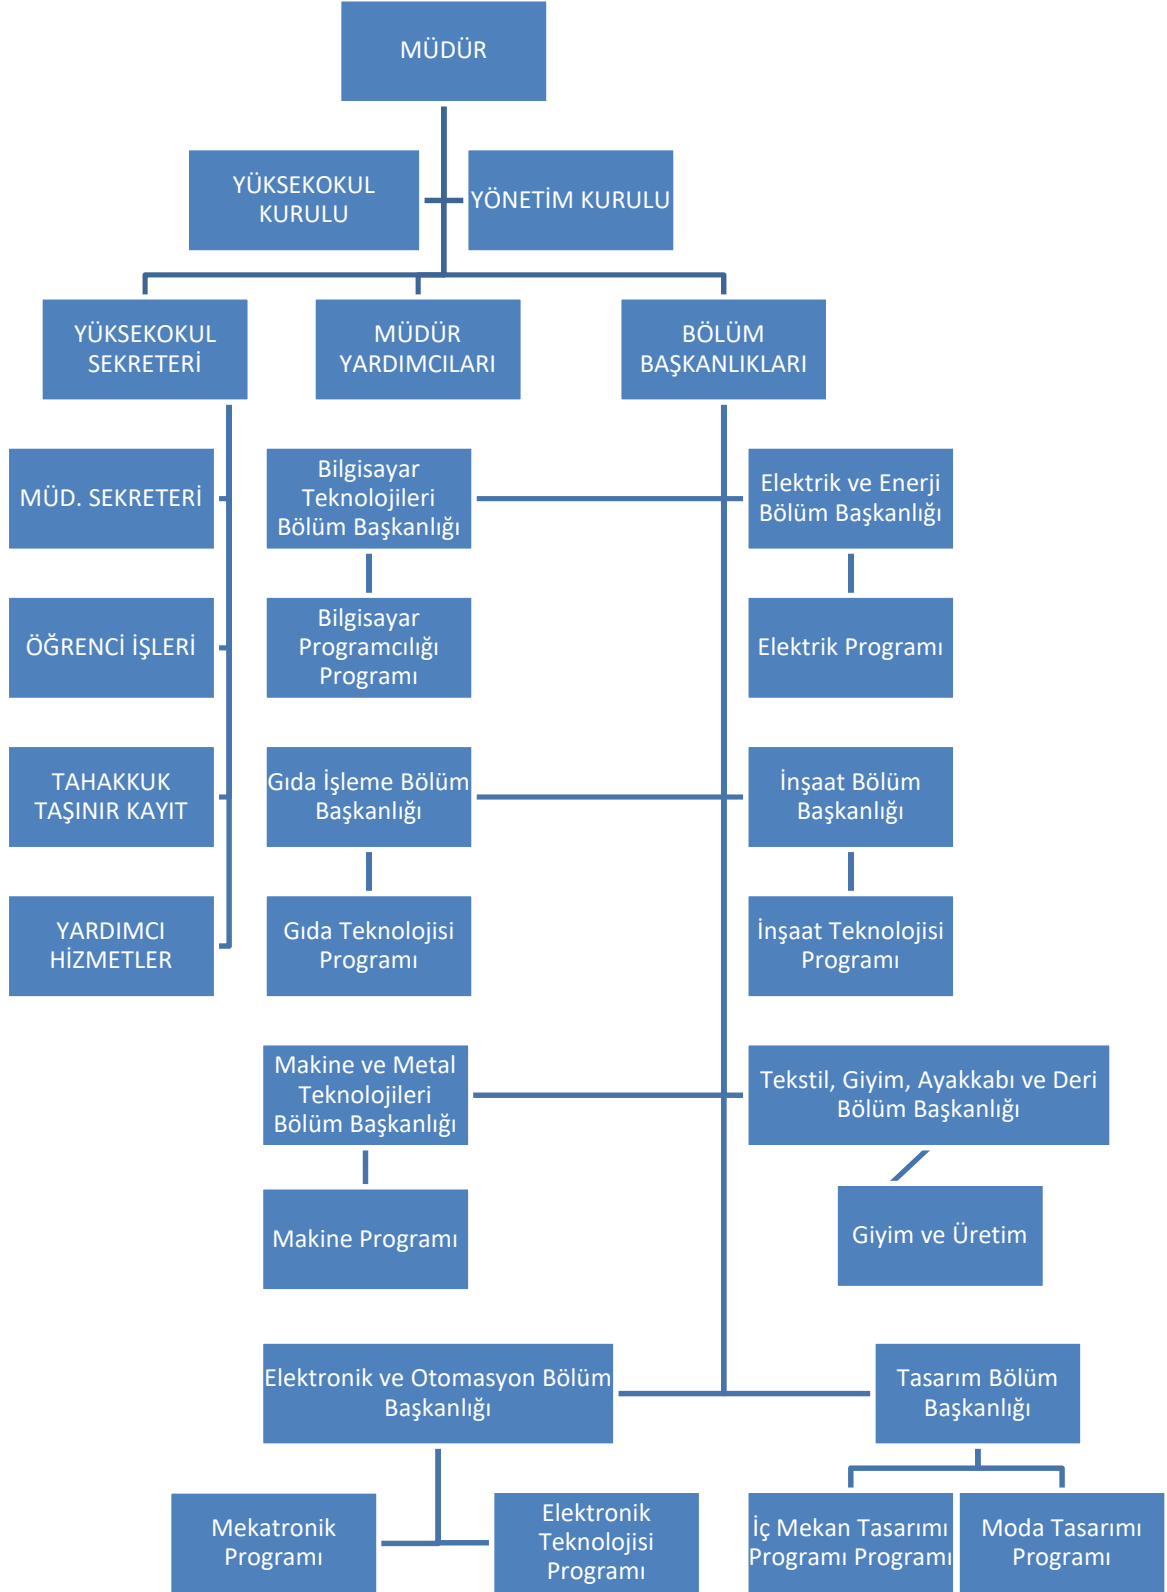 MÜDÜR
YÜKSEKOKUL
KURULU
YÖNETİM KURULU
YÜKSEKOKUL
SEKRETERİ
MÜDÜR
YARDIMCILARI
BÖLÜM
BAŞKANLIKLARI
MÜD. SEKRETERİ
Bilgisayar
Teknolojileri
Bölüm Başkanlığı
Elektrik ve Enerji
Bölüm Başkanlığı
ÖĞRENCİ İŞLERİ
Bilgisayar
Programcılığı
Programı
Elektrik Programı
TAHAKKUK
TAŞINIR KAYIT
Gıda İşleme Bölüm
Başkanlığı
İnşaat Bölüm
Başkanlığı
YARDIMCI
HİZMETLER
Gıda Teknolojisi
Programı
İnşaat Teknolojisi
Programı
Makine ve Metal
Teknolojileri
Bölüm Başkanlığı
Tekstil, Giyim, Ayakkabı ve Deri
Bölüm Başkanlığı
Makine Programı
Giyim ve Üretim
Elektronik ve Otomasyon Bölüm
Başkanlığı
Tasarım Bölüm
Başkanlığı
Mekatronik
Programı
Elektronik
Teknolojisi
Programı
İç Mekan Tasarımı
Programı Programı
Moda Tasarımı
Programı